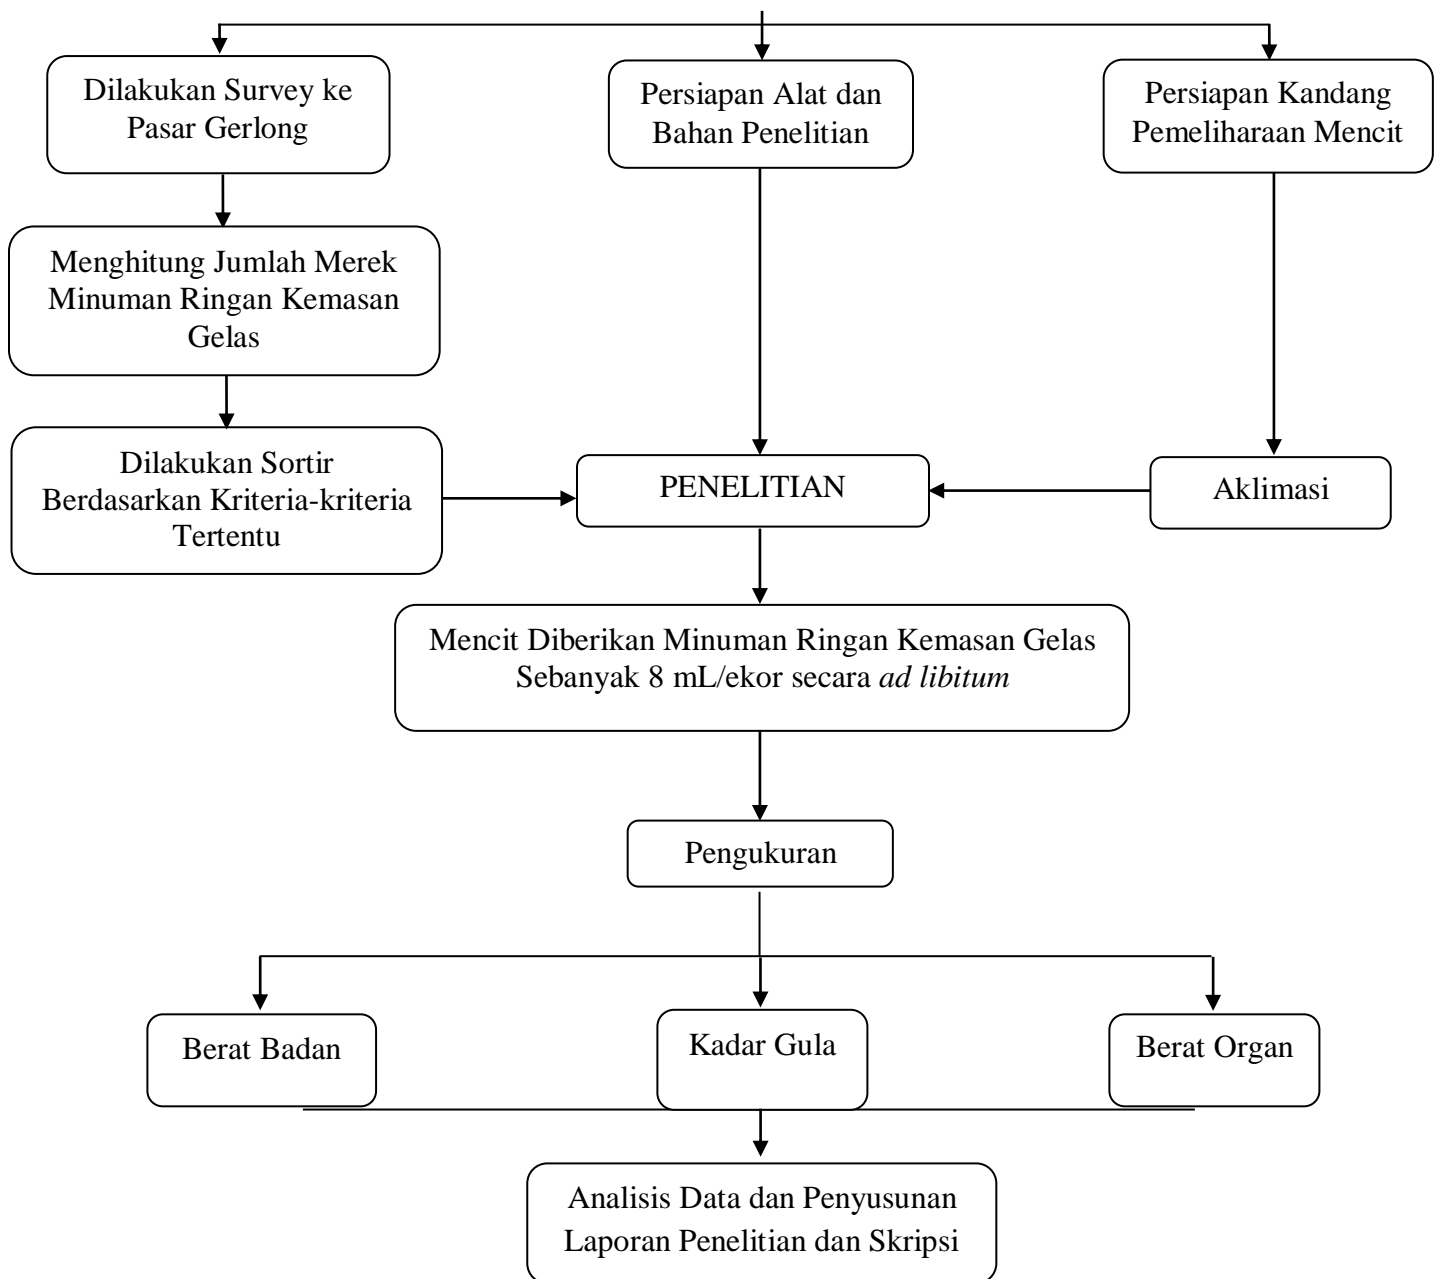 Dilakukan Survey ke
Pasar Gerlong
Persiapan Alat dan
Bahan Penelitian
Persiapan Kandang
Pemeliharaan Mencit
Menghitung Jumlah Merek
Minuman Ringan Kemasan
Gelas
Dilakukan Sortir
Berdasarkan Kriteria-kriteria
Tertentu
PENELITIAN
Aklimasi
Mencit Diberikan Minuman Ringan Kemasan Gelas
Sebanyak 8 mL/ekor secara ad libitum
Pengukuran
Berat Badan
Kadar Gula
Berat Organ
Analisis Data dan Penyusunan
Laporan Penelitian dan Skripsi